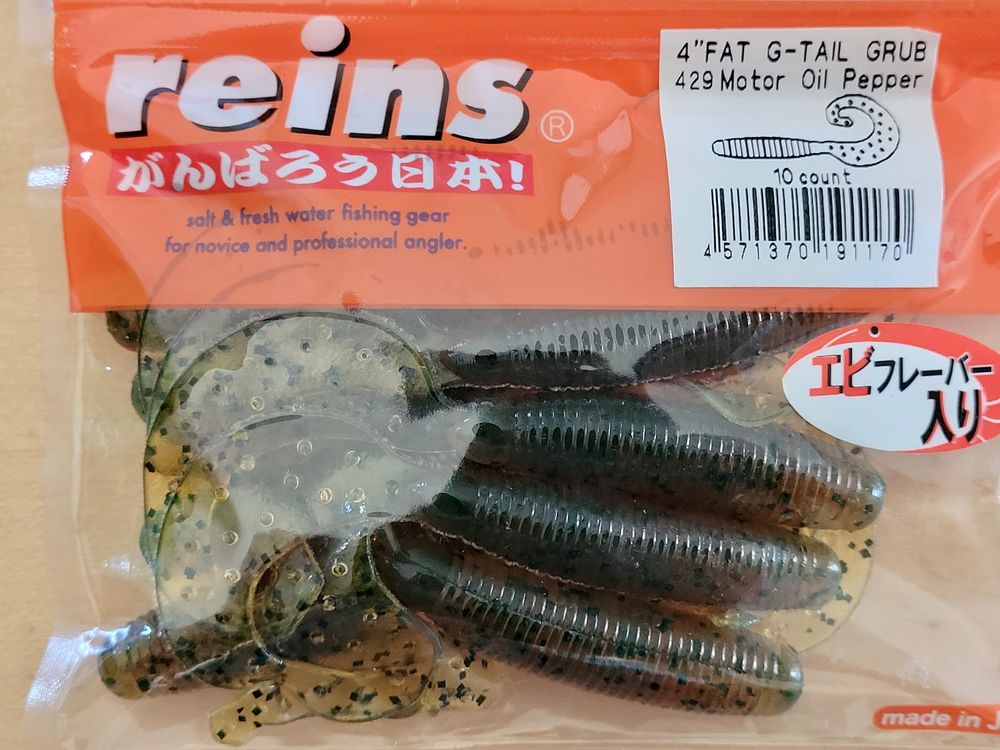 reins®
がんばろう日本!
salt & fresh water fishing gear
for novice and professional angler.
4"FAT G-TAIL GRUB
429 Motor Oil Pepper
10 count
4 571370 191170
エビフレーバー
入り
made in